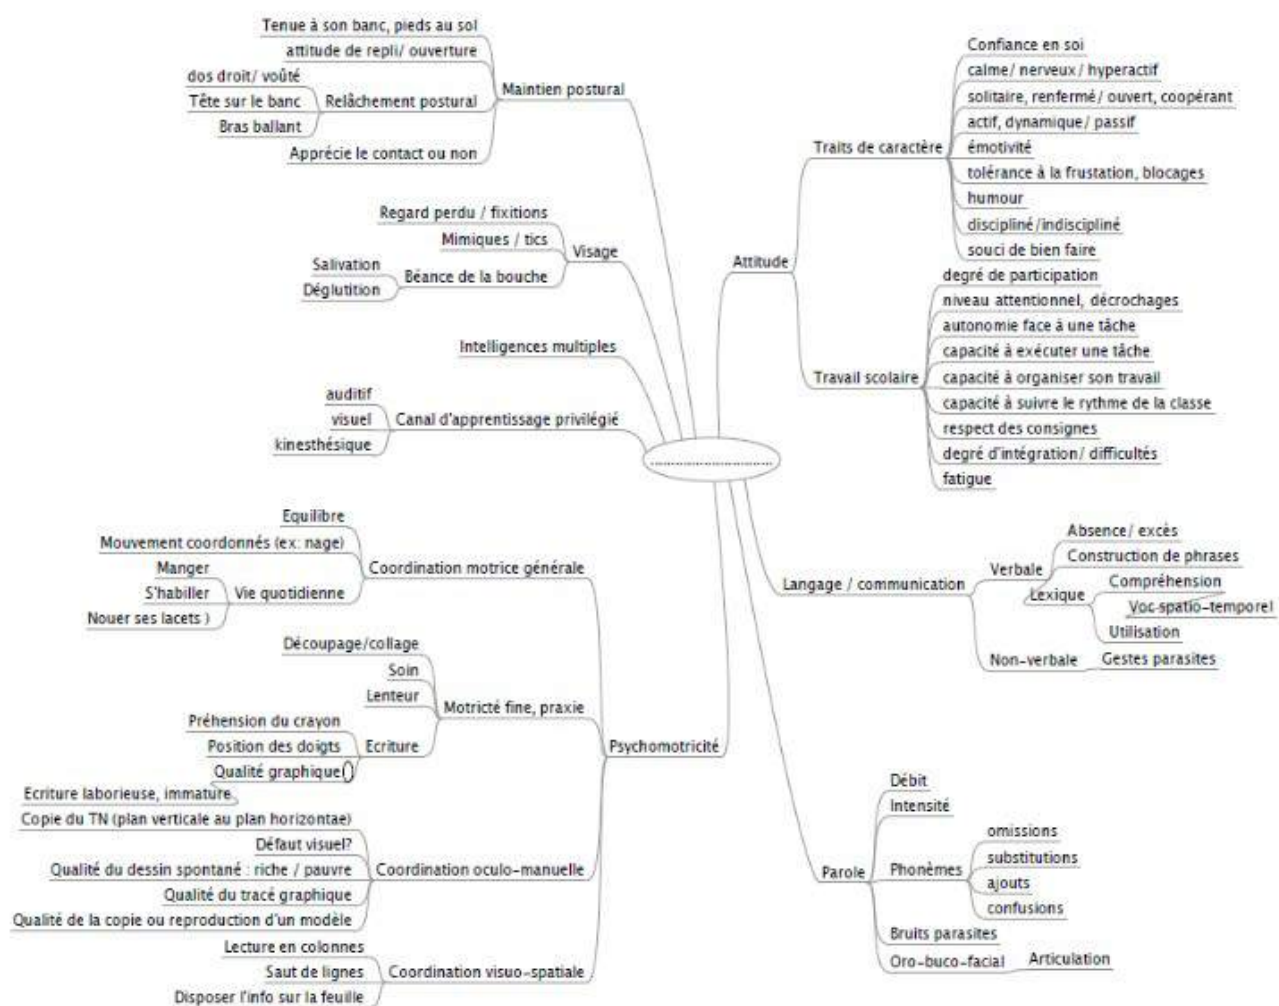 Tenue à son banc, pieds au sol
attitude de repli/ ouverture
dos droit/ voûté
Tête sur le banc
Bras ballant
Relâchement postural
Apprécie le contact ou non
Maintien postural
Regard perdu / fixitions
Mimiques / tics
Salivation
Déglutition
Béance de la bouche
Visage
Intelligences multiples
auditif
visuel
kinesthésique
Canal d'apprentissage privilégié
Equilibre
Mouvement coordonnés (ex: nage)
Manger
S'habiller
Nouer ses lacets )
Vie quotidienne
Coordination motrice générale
Découpage/collage
Soin
Lenteur
Préhension du crayon
Position des doigts
Qualité graphique
Ecriture laborieuse, immature
Ecriture
Motricté fine, praxie
Copie du TN (plan verticale au plan horizontae)
Défaut visuel?
Qualité du dessin spontané : riche / pauvre
Qualité du tracé graphique
Qualité de la copie ou reproduction d'un modèle
Coordination oculo-manuelle
Lecture en colonnes
Saut de lignes
Disposer l'info sur la feuille
Coordination visuo-spatiale
Psychomotricité
Attitude
Traits de caractère
Confiance en soi
calme/ nerveux/ hyperactif
solitaire, renfermé/ ouvert, coopérant
actif, dynamique/ passif
émotivité
tolérance à la frustation, blocages
humour
discipliné/indiscipliné
souci de bien faire
Travail scolaire
degré de participation
niveau attentionnel, décrochages
autonomie face à une tâche
capacité à exécuter une tâche
capacité à organiser son travail
capacité à suivre le rythme de la classe
respect des consignes
degré d'intégration/ difficultés
fatigue
Langage / communication
Verbale
Absence/ excès
Construction de phrases
Lexique
Compréhension
Voc spatio-temporel
Utilisation
Non-verbale
Gestes parasites
Parole
Débit
Intensité
Phonèmes
omissions
substitutions
ajouts
confusions
Bruits parasites
Oro-buco-facial
Articulation